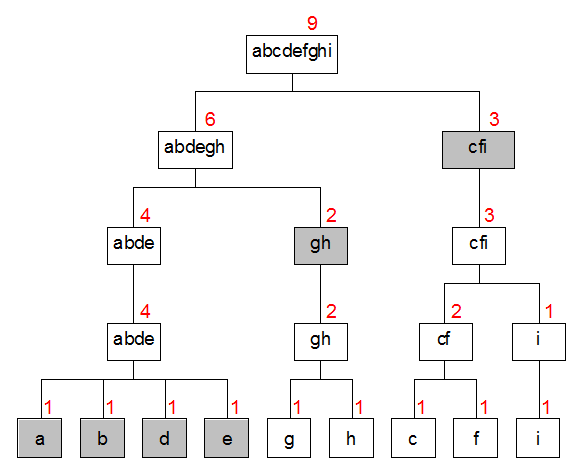 9
abcdefghi
6 3
abdegh cfi
4 2 3
abde gh cfi
4 2 2 1
abde gh cf i
1 1 1 1 1 1 1 1 1
a b d e g h c f i